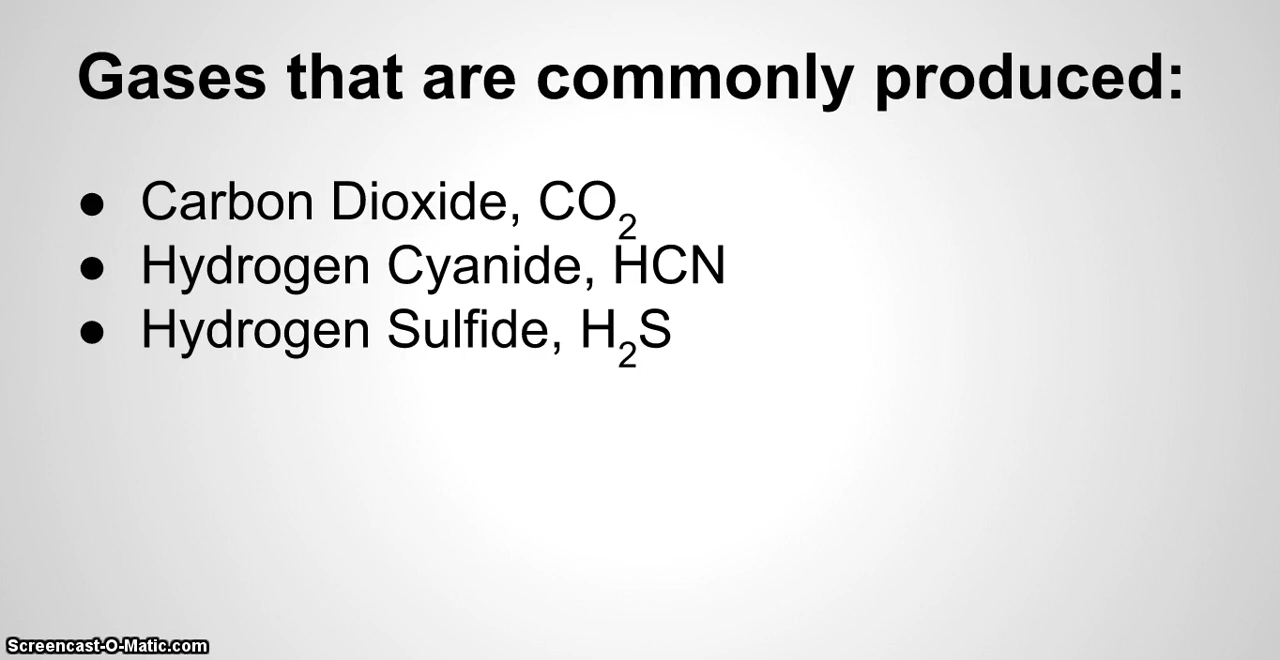 Gases that are commonly produced:
● Carbon Dioxide, CO₂
● Hydrogen Cyanide, HCN
● Hydrogen Sulfide, H₂S
Screencast-O-Matic.com